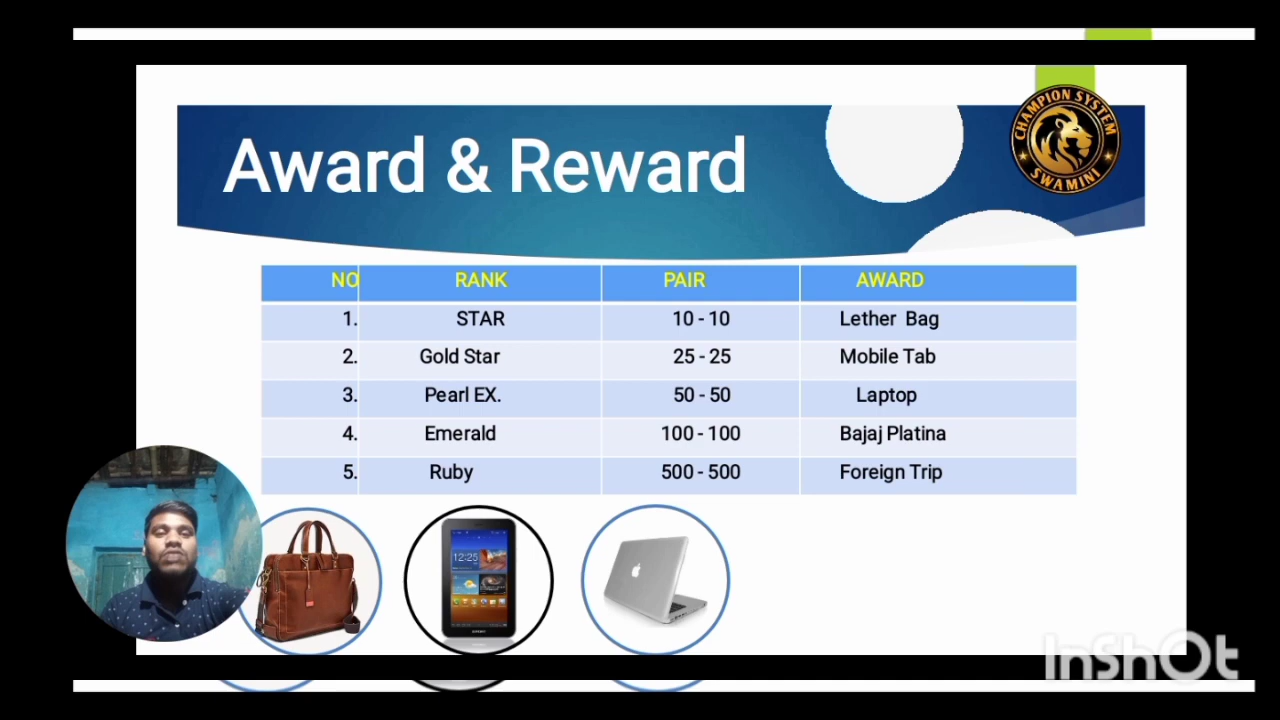 Award & Reward
CHAMPION SYSTEM
SWAMINI
NO RANK PAIR AWARD
1. STAR 10 - 10 Lether Bag
2. Gold Star 25 - 25 Mobile Tab
3. Pearl EX. 50 - 50 Laptop
4. Emerald 100 - 100 Bajaj Platina
5. Ruby 500 - 500 Foreign Trip
12:25
InShOt